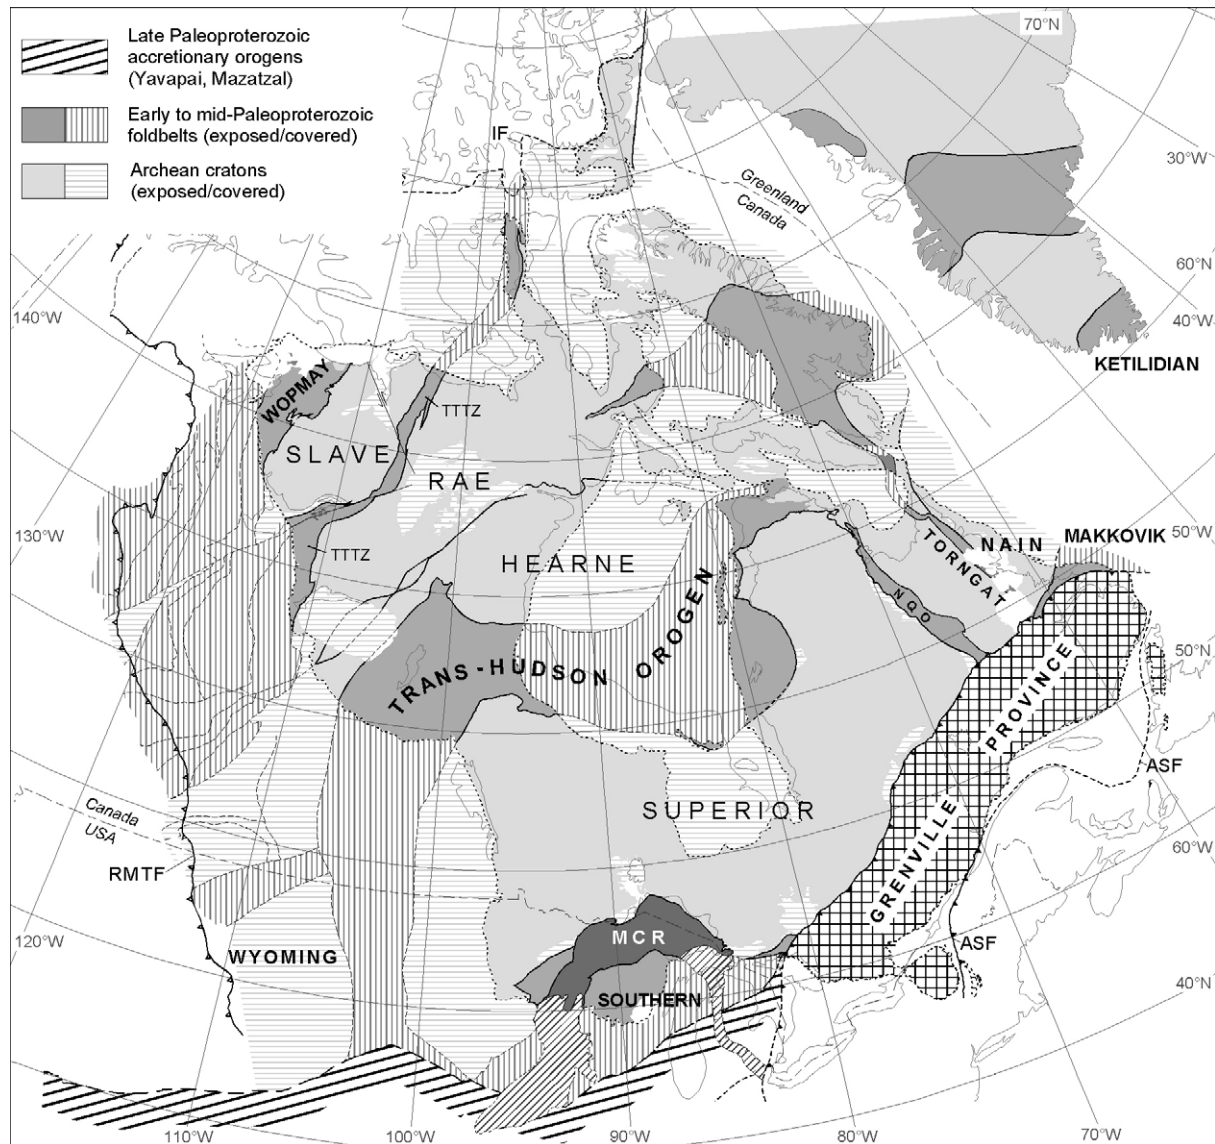 Late Paleoproterozoic
accretionary orogens
(Yavapai, Mazatzal)
Early to mid-Paleoproterozoic
foldbelts (exposed/covered)
Archean cratons
(exposed/covered)
70°N
IF
30°W
Greenland
Canada
60°N
140°W
40°W
KETILIDIAN
WOPMAY
TTTZ
SLAVE
RAE
130°W
TTTZ
HEARNE
NAIN
MAKKOVIK
50°W
TORNGAT
NQO
TRANS-HUDSON OROGEN
50°N
PROVINCE
ASF
Canada
USA
SUPERIOR
60°W
RMTF
GRENVILLE
MCR
ASF
120°W
WYOMING
SOUTHERN
40°N
110°W
100°W
90°W
80°W
70°W